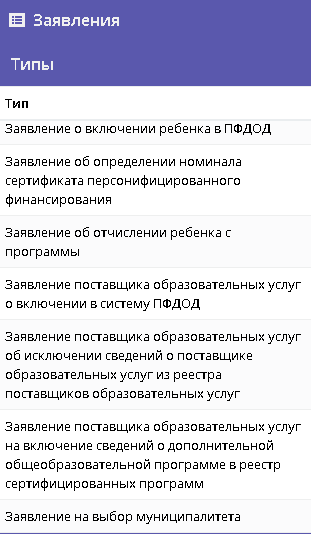 Заявления
Типы
Тип
Заявление о включении ребенка в ПФДОД
Заявление об определении номинала
сертификата персонифицированного
финансирования
Заявление об отчислении ребенка с
программы
Заявление поставщика образовательных услуг
о включении в систему ПФДОД
Заявление поставщика образовательных услуг
об исключении сведений о поставщике
образовательных услуг из реестра
поставщиков образовательных услуг
Заявление поставщика образовательных услуг
на включение сведений о дополнительной
общеобразовательной программе в реестр
сертифицированных программ
Заявление на выбор муниципалитета